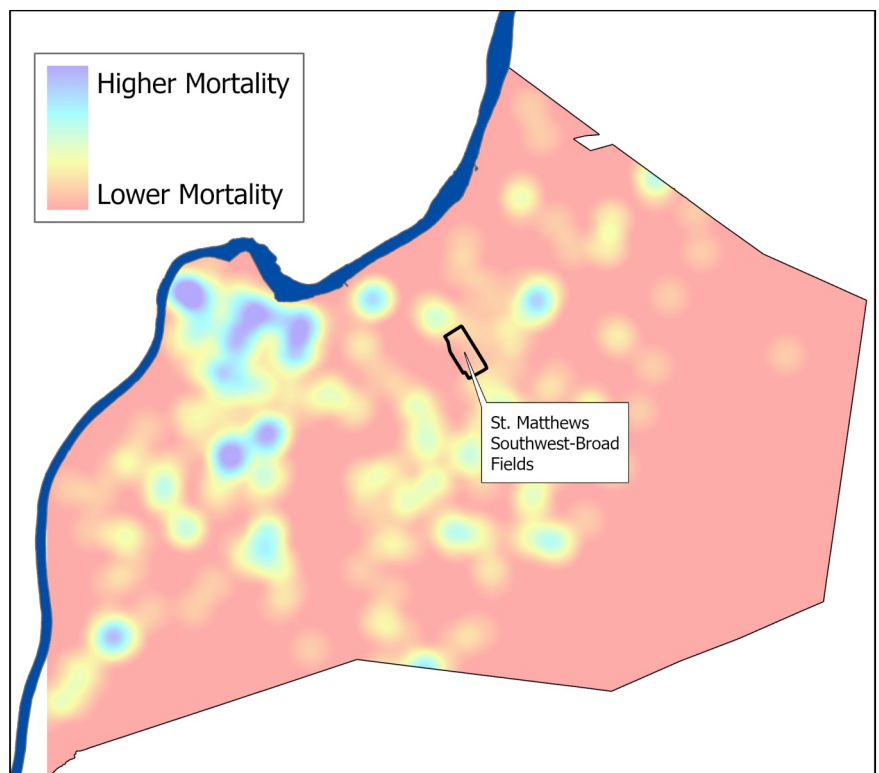 Higher Mortality
Lower Mortality
St. Matthews
Southwest-Broad
Fields